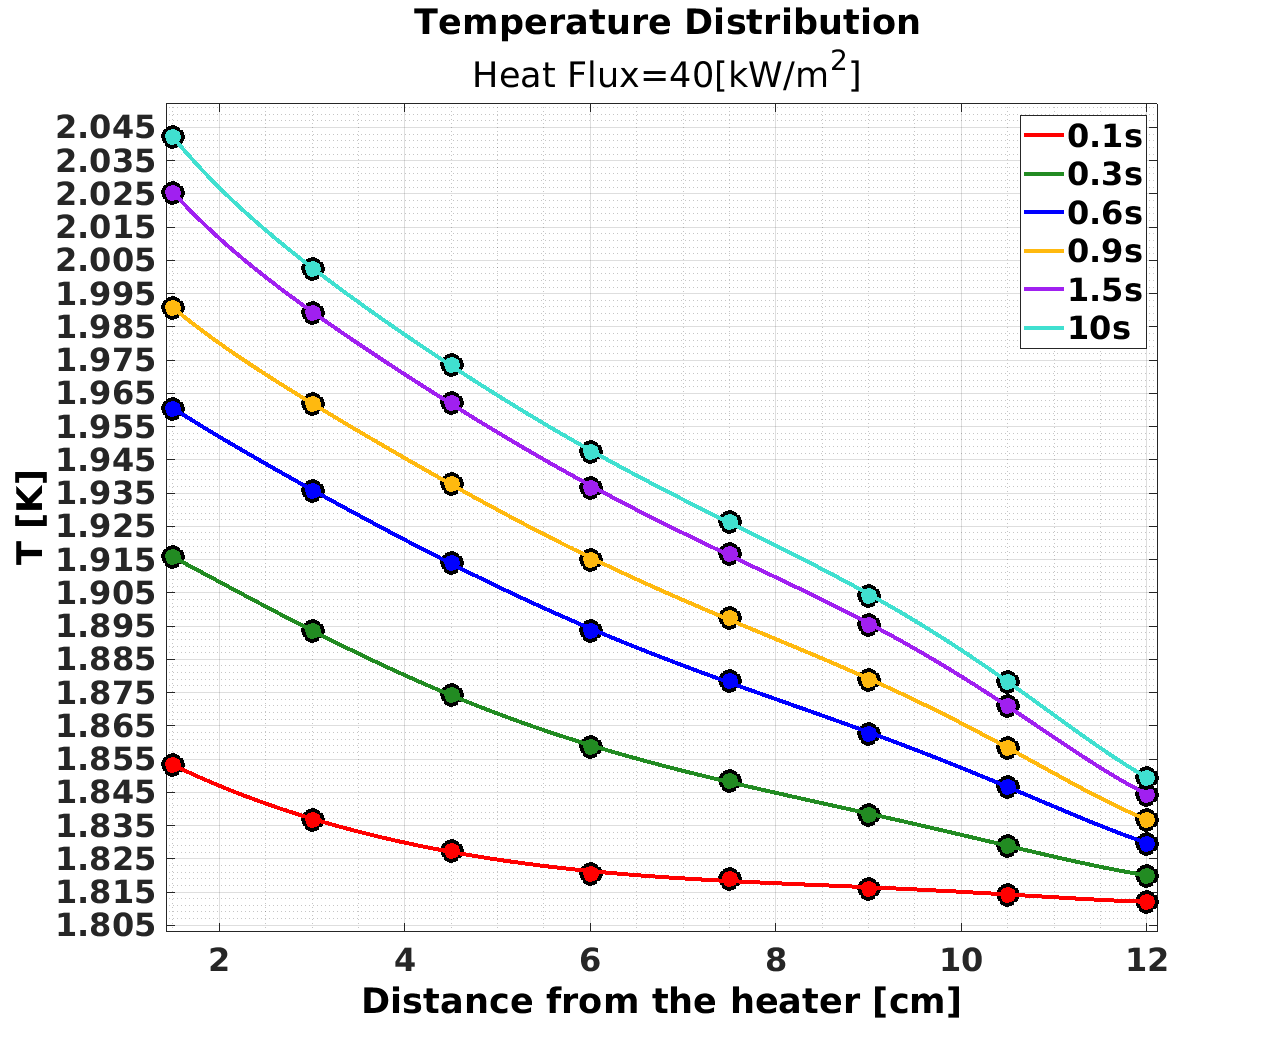 Temperature Distribution
Heat Flux=40[kW/m²]
2.045
2.035
2.025
2.015
2.005
1.995
1.985
1.975
1.965
1.955
1.945
1.935
1.925
1.915
1.905
1.895
1.885
1.875
1.865
1.855
1.845
1.835
1.825
1.815
1.805
T [K]
0.1s
0.3s
0.6s
0.9s
1.5s
10s
2 4 6 8 10 12
Distance from the heater [cm]